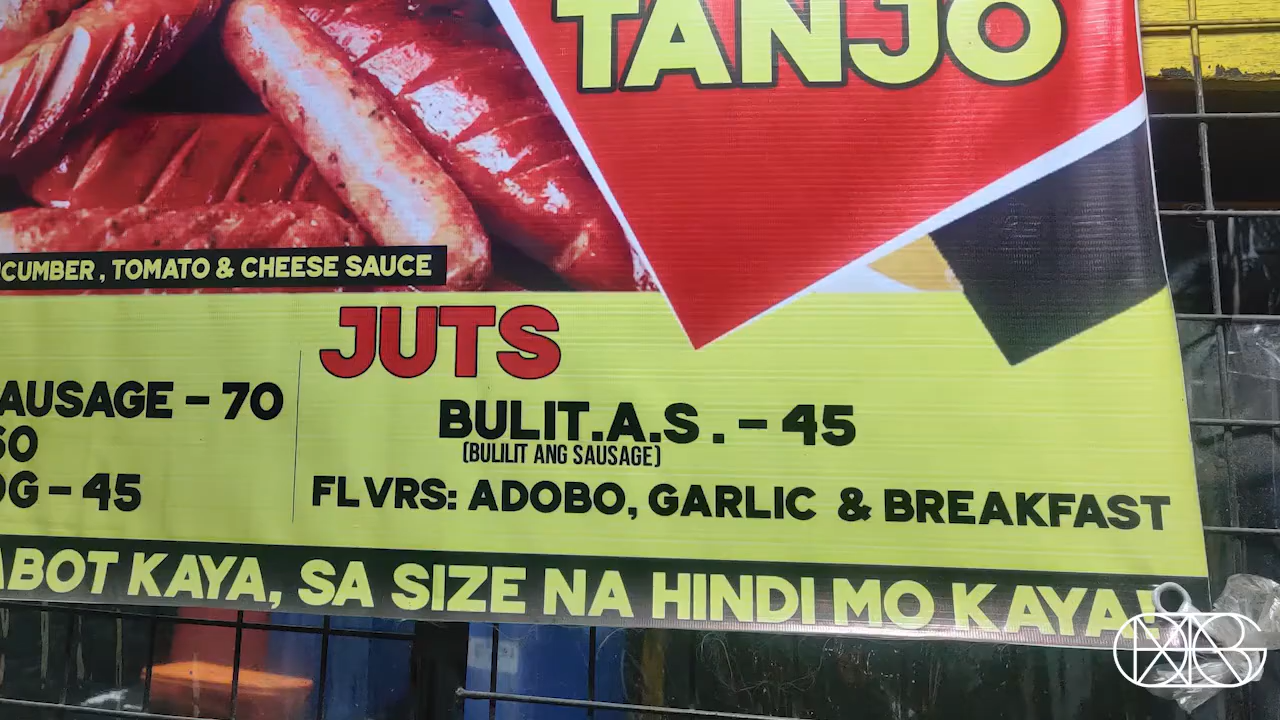 TANJO
CUMBER, TOMATO & CHEESE SAUCE
JUTS
AUSAGE – 70
BULIT.A.S. – 45
(BULILIT ANG SAUSAGE)
OG – 45
FLVRS: ADOBO, GARLIC & BREAKFAST
ABOT KAYA, SA SIZE NA HINDI MO KAYA!